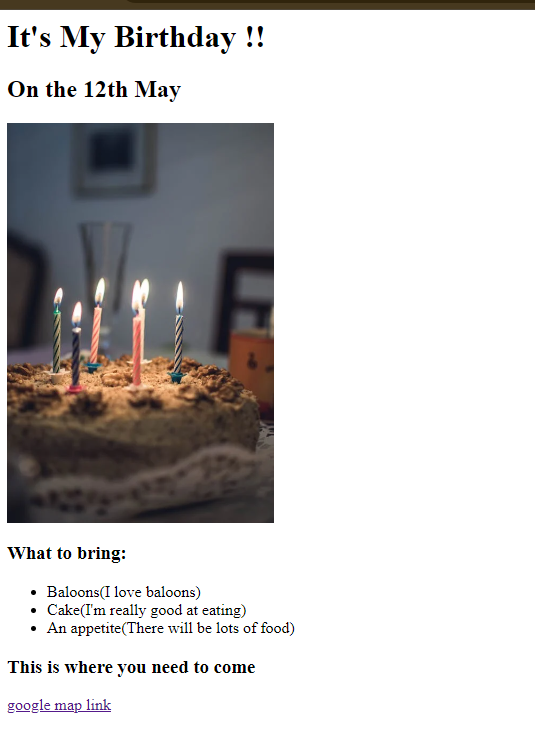 It's My Birthday !!
On the 12th May
What to bring:
Baloons(I love baloons)
Cake(I'm really good at eating)
An appetite(There will be lots of food)
This is where you need to come
google map link